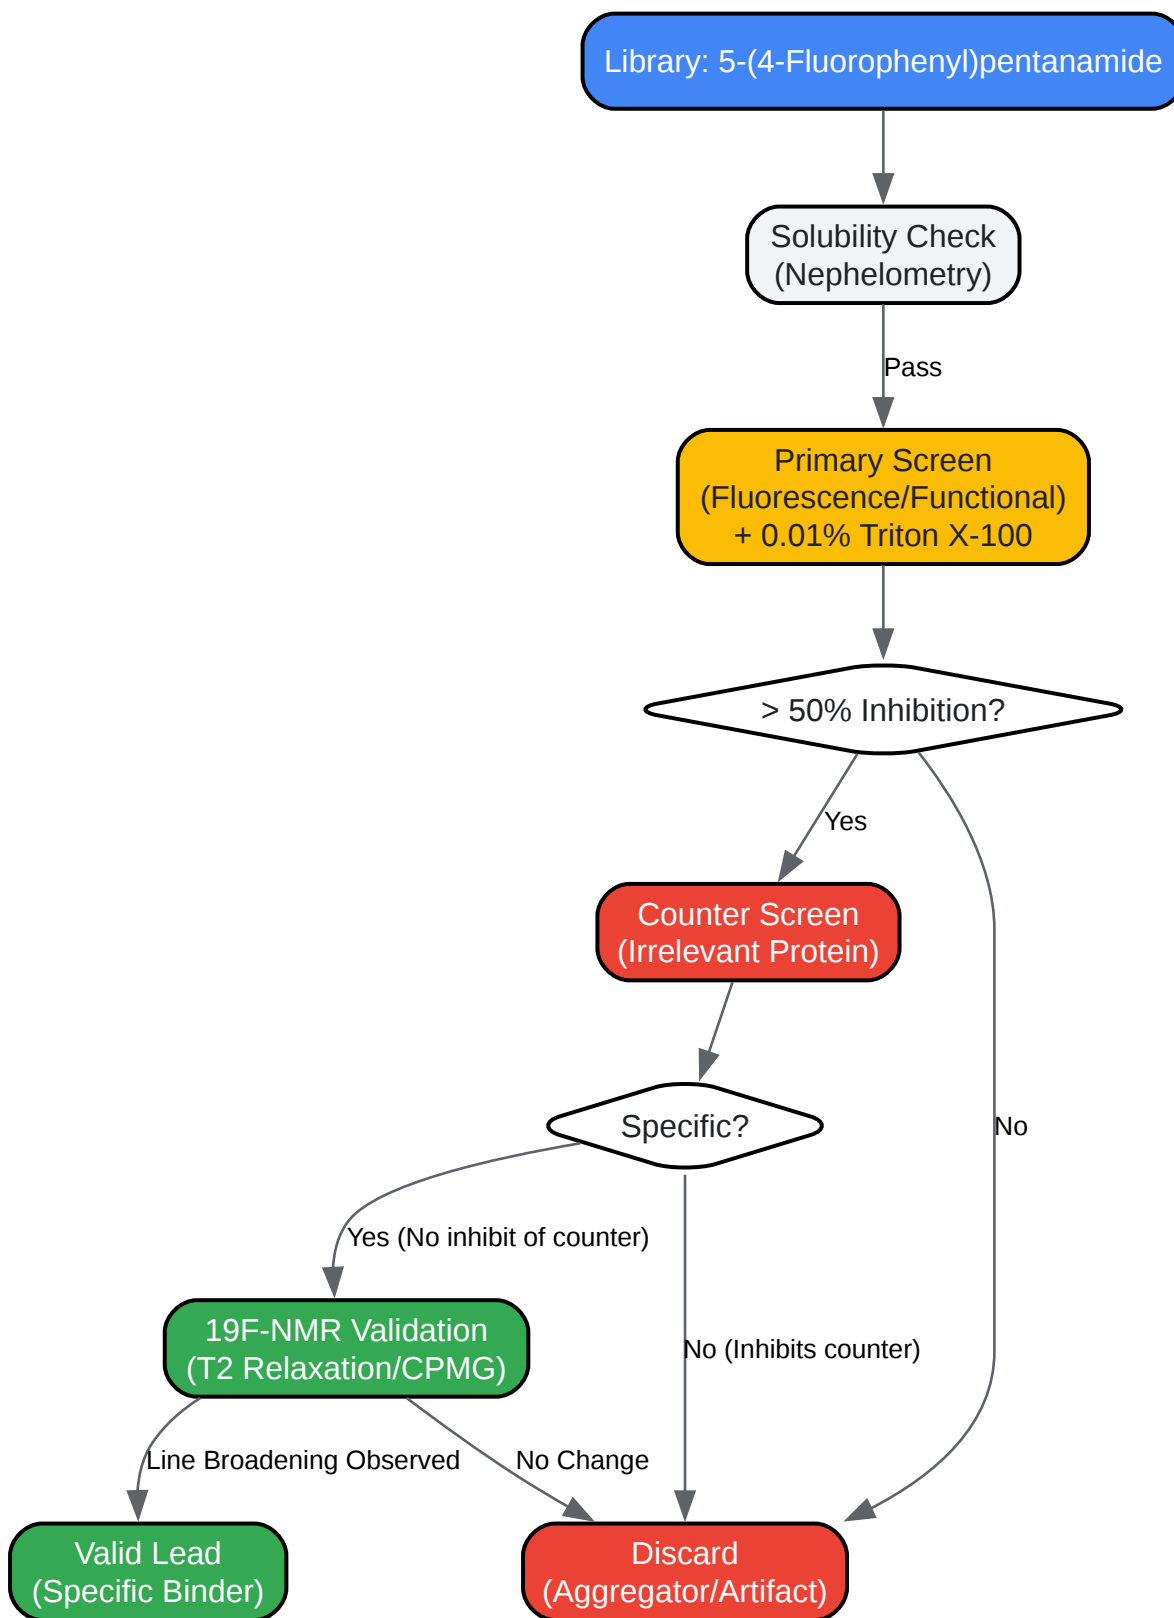 Library: 5-(4-Fluorophenyl)pentanamide
Solubility Check
(Nephelometry)
Pass
Primary Screen
(Fluorescence/Functional)
+ 0.01% Triton X-100
> 50% Inhibition?
Yes
Counter Screen
(Irrelevant Protein)
Specific?
No
Yes (No inhibit of counter)
19F-NMR Validation
(T2 Relaxation/CPMG)
No (Inhibits counter)
Line Broadening Observed
No Change
Valid Lead
(Specific Binder)
Discard
(Aggregator/Artifact)